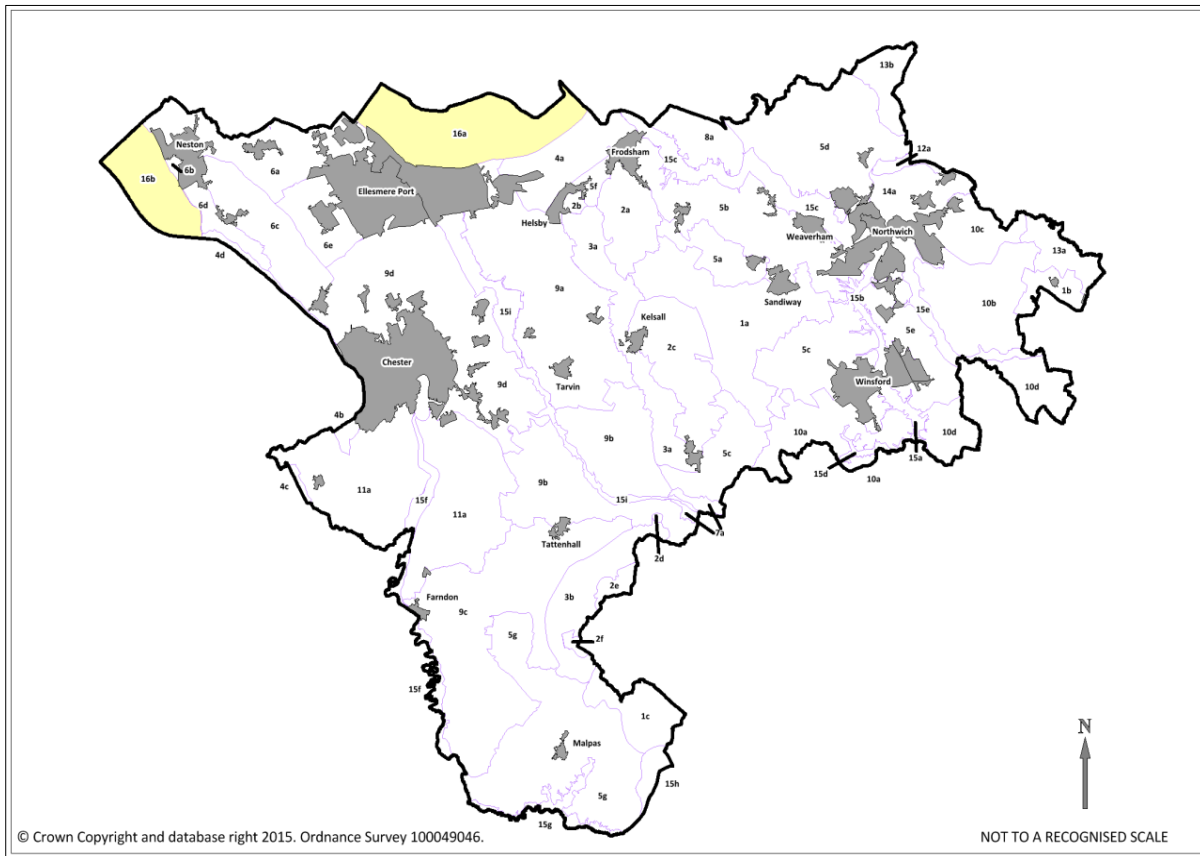 13b
16a
8a
12a
5d
Neston
4a
Frodsham
15c
6a
6b
16b
5f
14a
Ellesmere Port
2b
6d
2a
5b
15c
Helsby
6c
Weaverham
Northwich
10c
6e
3a
13a
4d
5a
9d
9a
1b
15b
Sandiway
10b
15i
15e
Kelsall
1a
5e
2c
5c
Chester
Winsford
9d
Tarvin
10d
4b
10a
10d
9b
3a
5c
15a
15d
4c
11a
9b
10a
15f
15i
11a
7a
Tattenhall
2d
2e
3b
Farndon
9c
5g
2f
15f
1c
N
Malpas
15h
5g
15g
© Crown Copyright and database right 2015. Ordnance Survey 100049046.
NOT TO A RECOGNISED SCALE